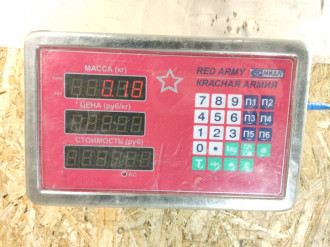 МАССА (кг)
0.18
ЦЕНА (руб/кг)
СТОИМОСТЬ (руб)
RED ARMY МИДЛ
КРАСНАЯ АРМИЯ
7 8 9 П1 П2
4 5 6 П3 П4
1 2 3 П5 П6
0
T